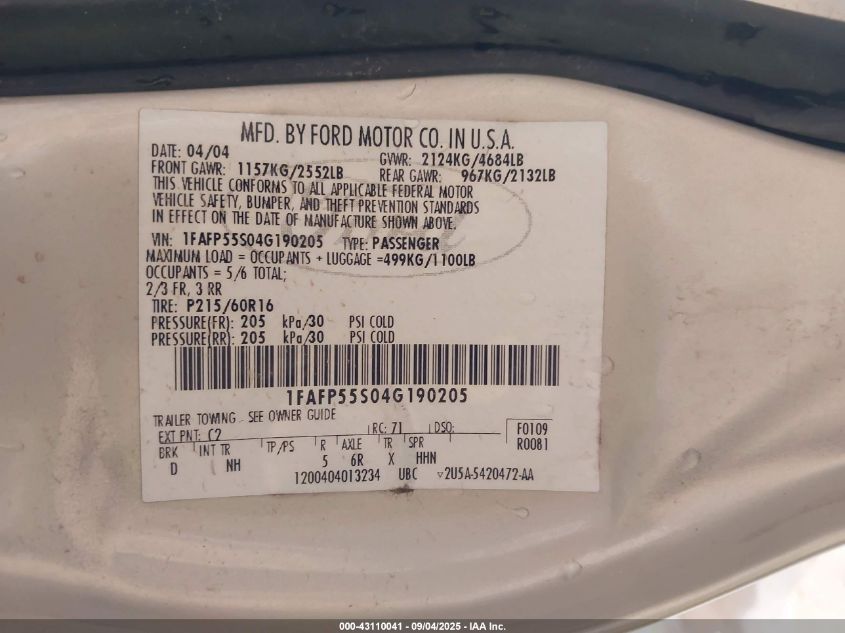 MFD. BY FORD MOTOR CO. IN U.S.A.
DATE: 04/04 GVWR: 2124KG/4684LB
FRONT GAWR: 1157KG/2552LB REAR GAWR: 967KG/2132LB
THIS VEHICLE CONFORMS TO ALL APPLICABLE FEDERAL MOTOR
VEHICLE SAFETY, BUMPER, AND THEFT PREVENTION STANDARDS
IN EFFECT ON THE DATE OF MANUFACTURE SHOWN ABOVE.
VIN: 1FAFP55S04G190205 TYPE: PASSENGER
MAXIMUM LOAD = OCCUPANTS + LUGGAGE =499KG/1100LB
OCCUPANTS = 5/6 TOTAL;
2/3 FR, 3 RR
TIRE: P215/60R16
PRESSURE(FR): 205 kPa/30 PSI COLD
PRESSURE(RR): 205 kPa/30 PSI COLD
1FAFP55S04G190205
TRAILER TOWING - SEE OWNER GUIDE
EXT PNT: C2 RC: 71 DSO: F0109
BRK INT TR TP/PS R AXLE TR SPR R0081
D NH 5 6R X HHN
1200404013234 UBC 2U5A-5420472-AA
000-43110041 - 09/04/2025 - IAA Inc.